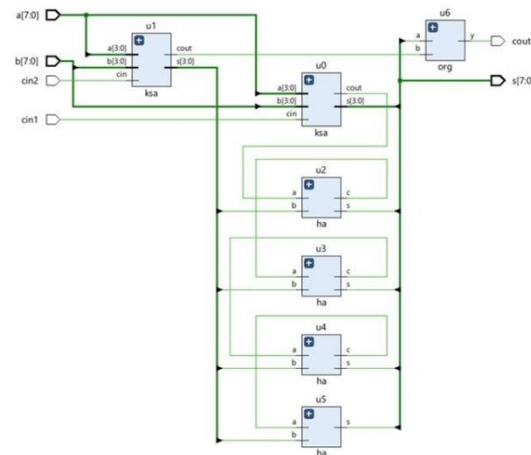 a[7:0]
b[7:0]
cin2
cin1
u1
a[3:0]
b[3:0]
cin
cout
s[3:0]
ksa
u0
a[3:0]
b[3:0]
cin
cout
s[3:0]
ksa
u6
a
b
y
org
cout
s[7:0
u2
a
b
c
s
ha
u3
a
b
c
s
ha
u4
a
b
c
s
ha
u5
a
b
s
ha